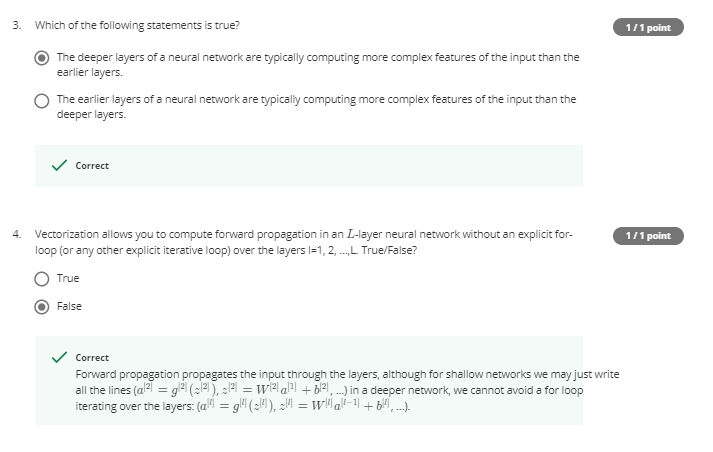 3. Which of the following statements is true?
1 / 1 point
The deeper layers of a neural network are typically computing more complex features of the input than the
earlier layers.
The earlier layers of a neural network are typically computing more complex features of the input than the
deeper layers.
Correct
4. Vectorization allows you to compute forward propagation in an L-layer neural network without an explicit for-
loop (or any other explicit iterative loop) over the layers l=1, 2, ...,L. True/False?
1 / 1 point
True
False
Correct
Forward propagation propagates the input through the layers, although for shallow networks we may just write
all the lines (a^{[2]} = g^{[2]}(z^{[2]}), z^{[2]} = W^{[2]}a^{[1]} + b^{[2]}, ...) in a deeper network, we cannot avoid a for loop
iterating over the layers: (a^{[l]} = g^{[l]}(z^{[l]}), z^{[l]} = W^{[l]}a^{[l-1]} + b^{[l]}, ...).